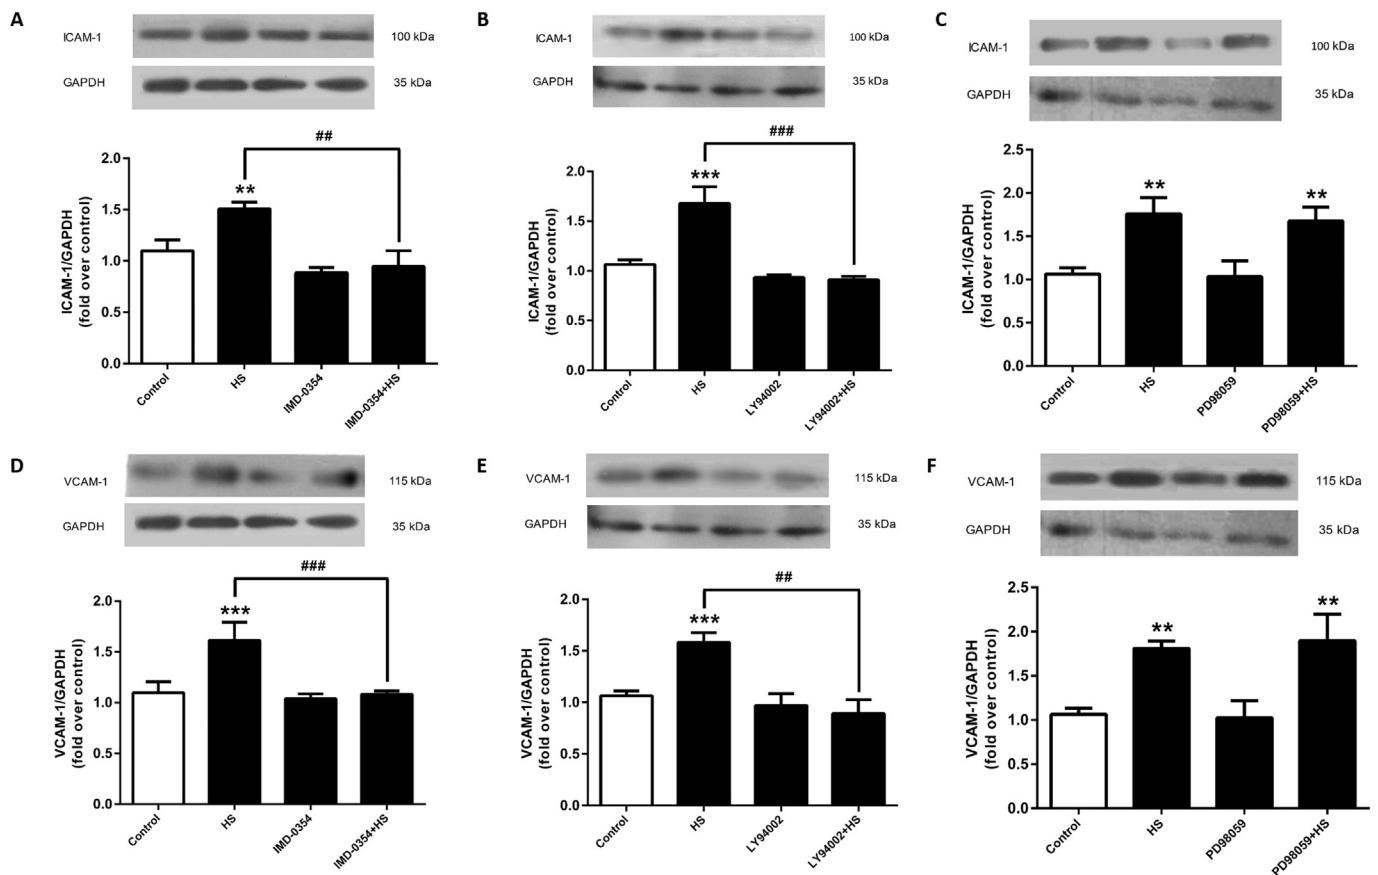 A
ICAM-1
100 kDa
GAPDH
35 kDa
##
2.0
1.5
1.0
0.5
0.0
**
ICAM-1/GAPDH
(fold over control)
Control
HS
IMD-0354
IMD-0354+HS
B
ICAM-1
100 kDa
GAPDH
35 kDa
###
2.0
1.5
1.0
0.5
0.0
***
ICAM-1/GAPDH
(fold over control)
Control
HS
LY94002
LY94002+HS
C
ICAM-1
100 kDa
GAPDH
35 kDa
2.5
2.0
1.5
1.0
0.5
0.0
**
**
ICAM-1/GAPDH
(fold over control)
Control
HS
PD98059
PD98059+HS
D
VCAM-1
115 kDa
GAPDH
35 kDa
###
2.0
1.5
1.0
0.5
0.0
***
VCAM-1/GAPDH
(fold over control)
Control
HS
IMD-0354
IMD-0354+HS
E
VCAM-1
115 kDa
GAPDH
35 kDa
##
2.0
1.5
1.0
0.5
0.0
***
VCAM-1/GAPDH
(fold over control)
Control
HS
LY94002
LY94002+HS
F
VCAM-1
115 kDa
GAPDH
35 kDa
2.5
2.0
1.5
1.0
0.5
0.0
**
**
VCAM-1/GAPDH
(fold over control)
Control
HS
PD98059
PD98059+HS